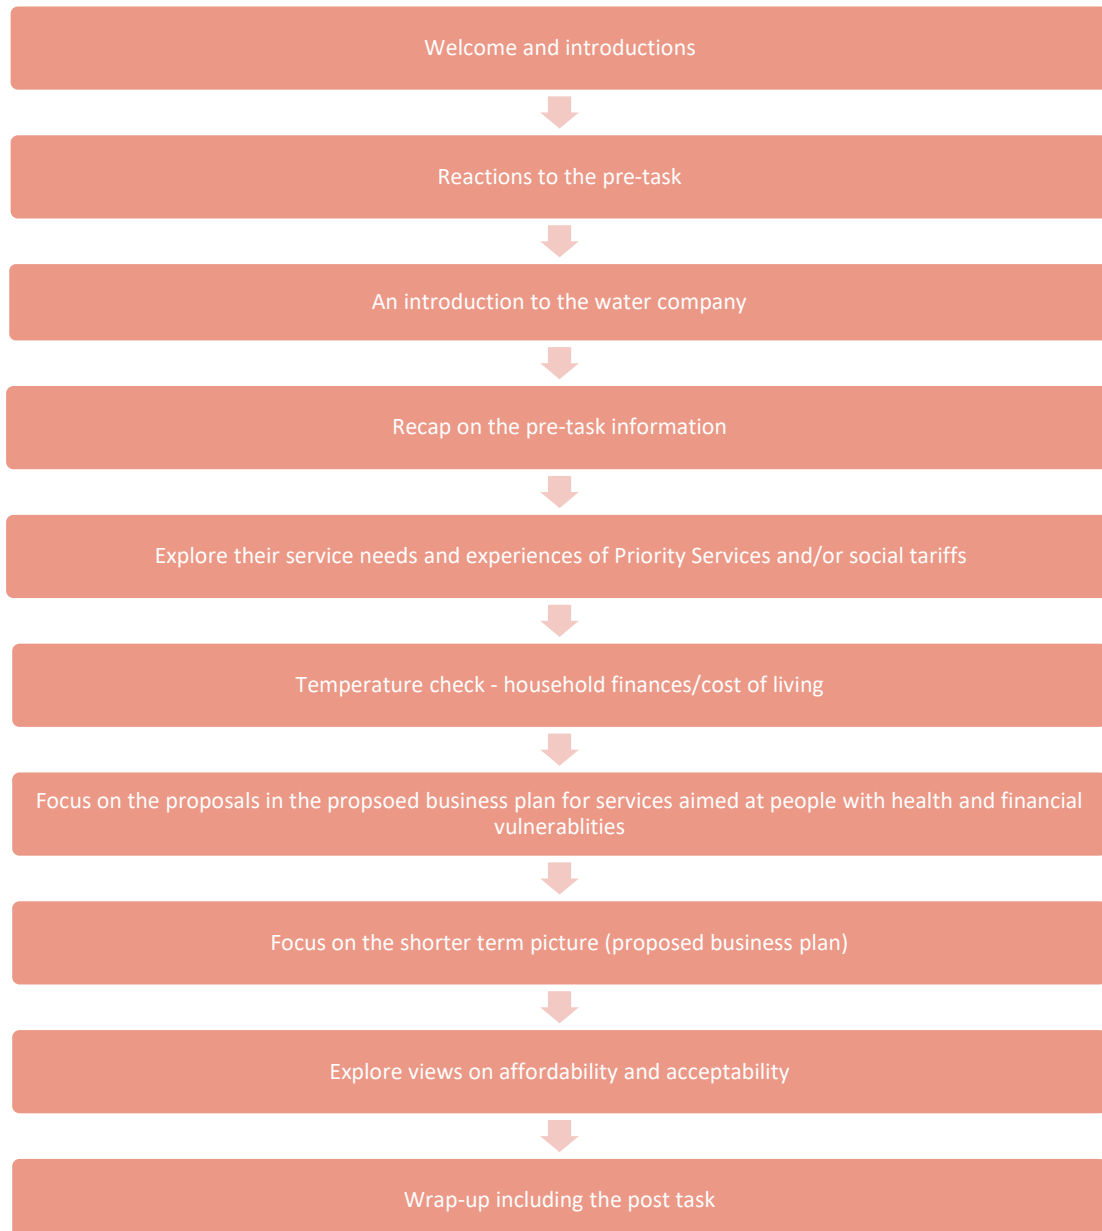 Welcome and introductions
Reactions to the pre-task
An introduction to the water company
Recap on the pre-task information
Explore their service needs and experiences of Priority Services and/or social tariffs
Temperature check - household finances/cost of living
Focus on the proposals in the propsoed business plan for services aimed at people with health and financial
vulnerablities
Focus on the shorter term picture (proposed business plan)
Explore views on affordability and acceptability
Wrap-up including the post task